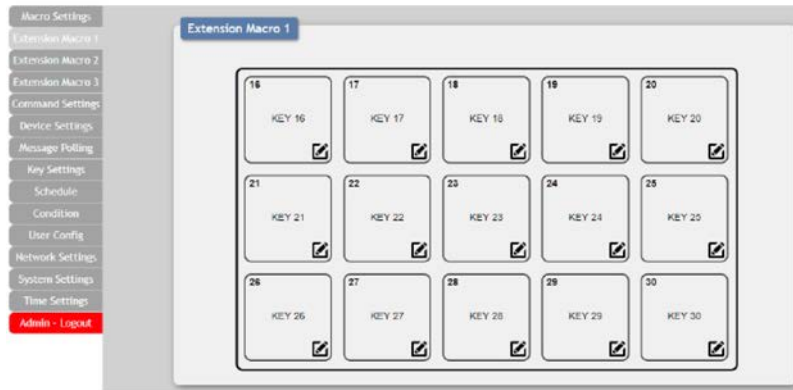 Macro Settings
Extension Macro 1
Extension Macro 2
Extension Macro 3
Command Settings
Device Settings
Message Polling
Key Settings
Schedule
Condition
User Config
Network Settings
System Settings
Time Settings
Admin - Logout
Extension Macro 1
16 17 18 19 20
KEY 16 KEY 17 KEY 18 KEY 19 KEY 20
21 22 23 24 25
KEY 21 KEY 22 KEY 23 KEY 24 KEY 25
26 27 28 29 30
KEY 26 KEY 27 KEY 28 KEY 29 KEY 30